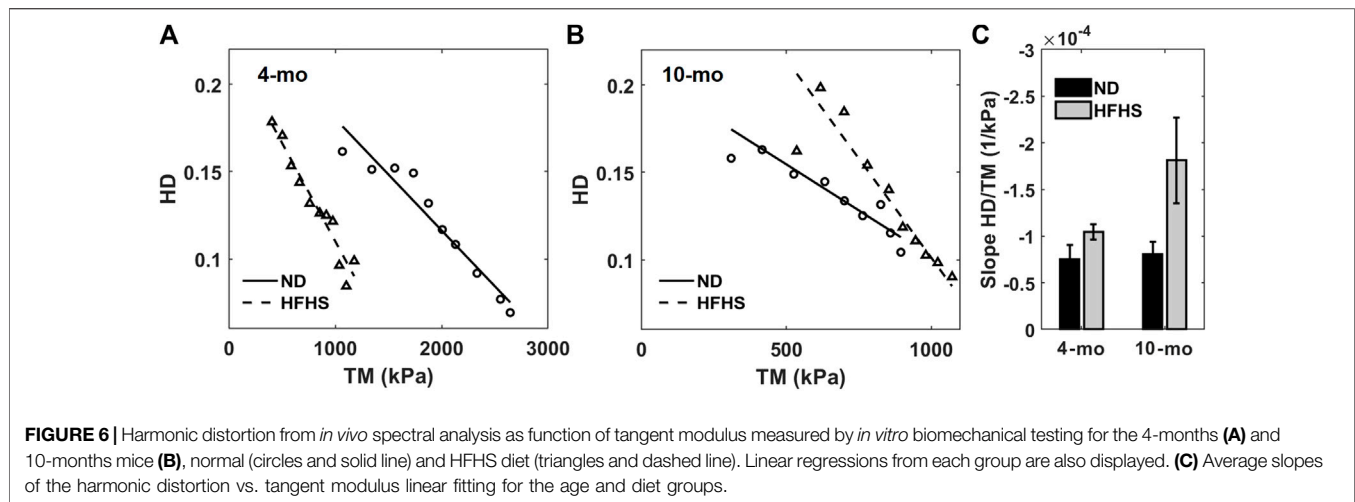 A
4-mo
HD
0.2
0.15
0.1
ND
HFHS
0 1000 2000 3000
TM (kPa)
B
10-mo
HD
0.2
0.15
0.1
ND
HFHS
0 500 1000
TM (kPa)
C
×10⁻⁴
Slope HD/TM (1/kPa)
-3
-2.5
-2
-1.5
-1
-0.5
0
ND
HFHS
4-mo 10-mo
FIGURE 6 | Harmonic distortion from in vivo spectral analysis as function of tangent modulus measured by in vitro biomechanical testing for the 4-months (A) and
10-months mice (B), normal (circles and solid line) and HFHS diet (triangles and dashed line). Linear regressions from each group are also displayed. (C) Average slopes
of the harmonic distortion vs. tangent modulus linear fitting for the age and diet groups.